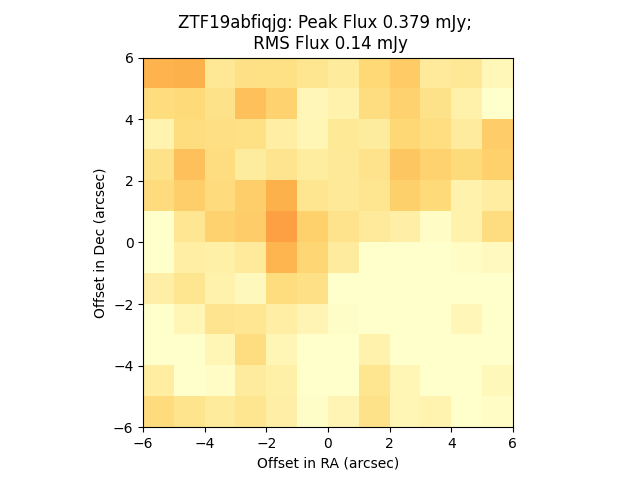 ZTF19abfiqjg: Peak Flux 0.379 mJy;
RMS Flux 0.14 mJy
6
4
2
0
−2
−4
−6
Offset in Dec (arcsec)
−6 −4 −2 0 2 4 6
Offset in RA (arcsec)